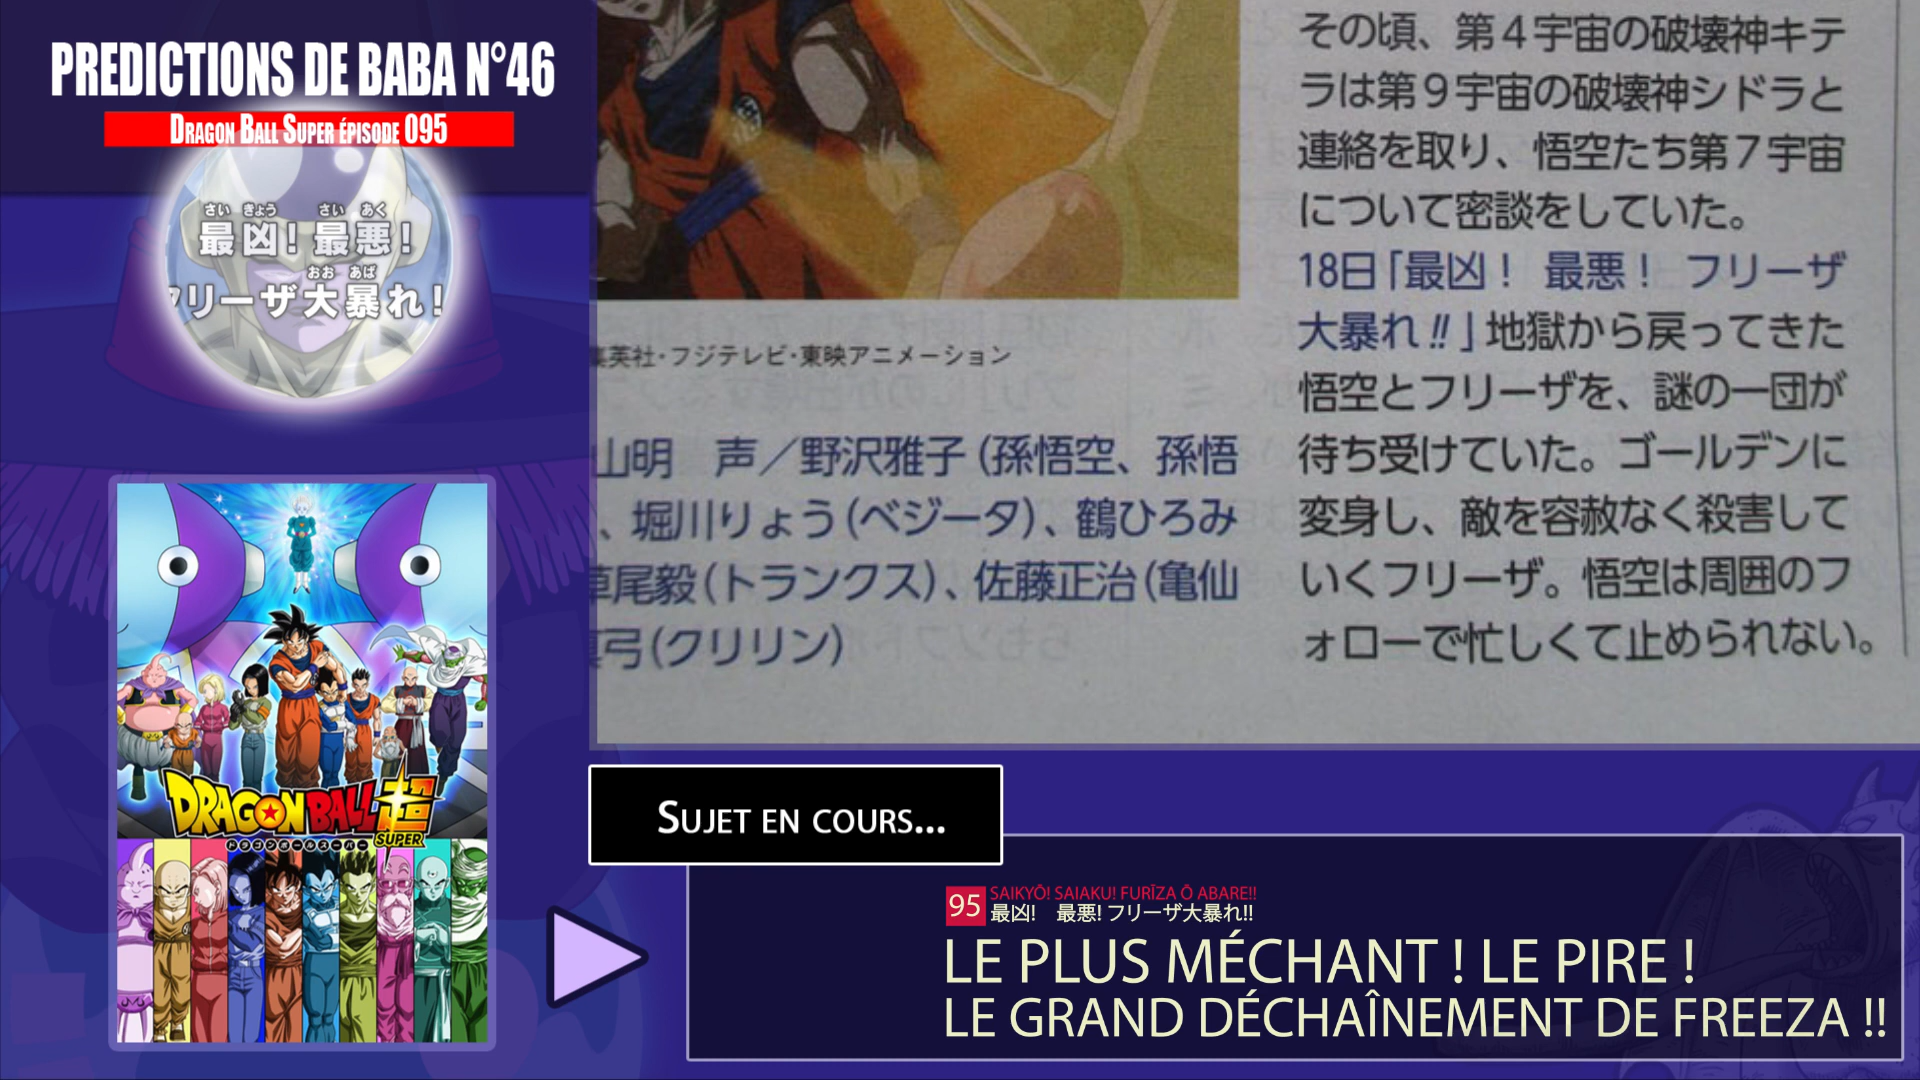 PREDICTIONS DE BABA N°46
DRAGON BALL SUPER ÉPISODE 095
さい きょう さい あく
最凶! 最悪!
おお あば
フリーザ大暴れ!
DRAGON BALL 超
ドラゴンボールスーパー SUPER
集英社・フジテレビ・東映アニメーション
山明 声／野沢雅子(孫悟空、孫悟
、堀川りょう(ベジータ)、鶴ひろみ
草尾毅(トランクス)、佐藤正治(亀仙
真弓(クリリン)
その頃、第4宇宙の破壊神キテ
ラは第9宇宙の破壊神シドラと
連絡を取り、悟空たち第7宇宙
について密談をしていた。
18日「最凶! 最悪! フリーザ
大暴れ!!」地獄から戻ってきた
悟空とフリーザを、謎の一団が
待ち受けていた。ゴールデンに
変身し、敵を容赦なく殺害して
いくフリーザ。悟空は周囲のフ
ォローで忙しくて止められない。
SUJET EN COURS...
95 SAIKYŌ! SAIAKU! FURĪZA Ō ABARE!!
最凶! 最悪! フリーザ大暴れ!!
LE PLUS MÉCHANT ! LE PIRE !
LE GRAND DÉCHAÎNEMENT DE FREEZA !!